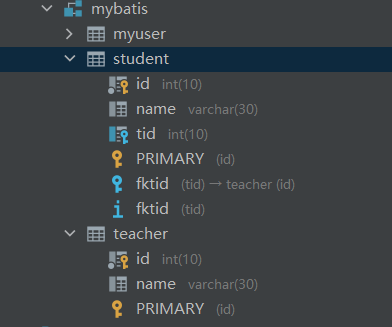 mybatis
myuser
student
id int(10)
name varchar(30)
tid int(10)
PRIMARY (id)
fktid (tid) → teacher (id)
fktid (tid)
teacher
id int(10)
name varchar(30)
PRIMARY (id)